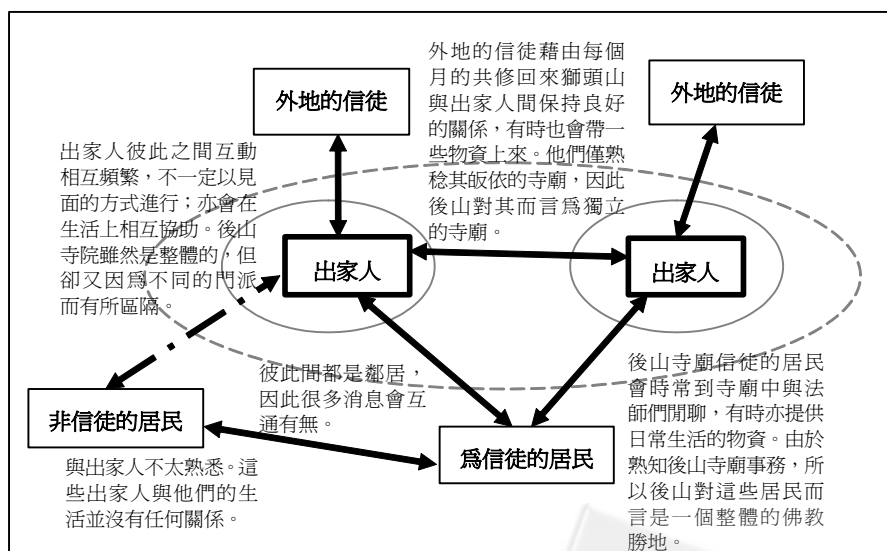 外地的信徒藉由每個
月的共修回來獅頭山
與出家人間保持良好
的關係，有時也會帶一
些物資上來。他們僅熟
稔其皈依的寺廟，因此
後山對其而言爲獨立
的寺廟。
外地的信徒
外地的信徒
出家人彼此之間互動
相互頻繁，不一定以見
面的方式進行；亦會在
生活上相互協助。後山
寺院雖然是整體的，但
卻又因爲不同的門派
而有所區隔。
出家人
出家人
彼此間都是鄰居，
因此很多消息會互
通有無。
後山寺廟信徒的居民
會時常到寺廟中與法
師們閒聊，有時亦提供
日常生活的物資。由於
熟知後山寺廟事務，所
以後山對這些居民而
言是一個整體的佛教
勝地。
非信徒的居民
爲信徒的居民
與出家人不太熟悉。這
些出家人與他們的生
活並沒有任何關係。